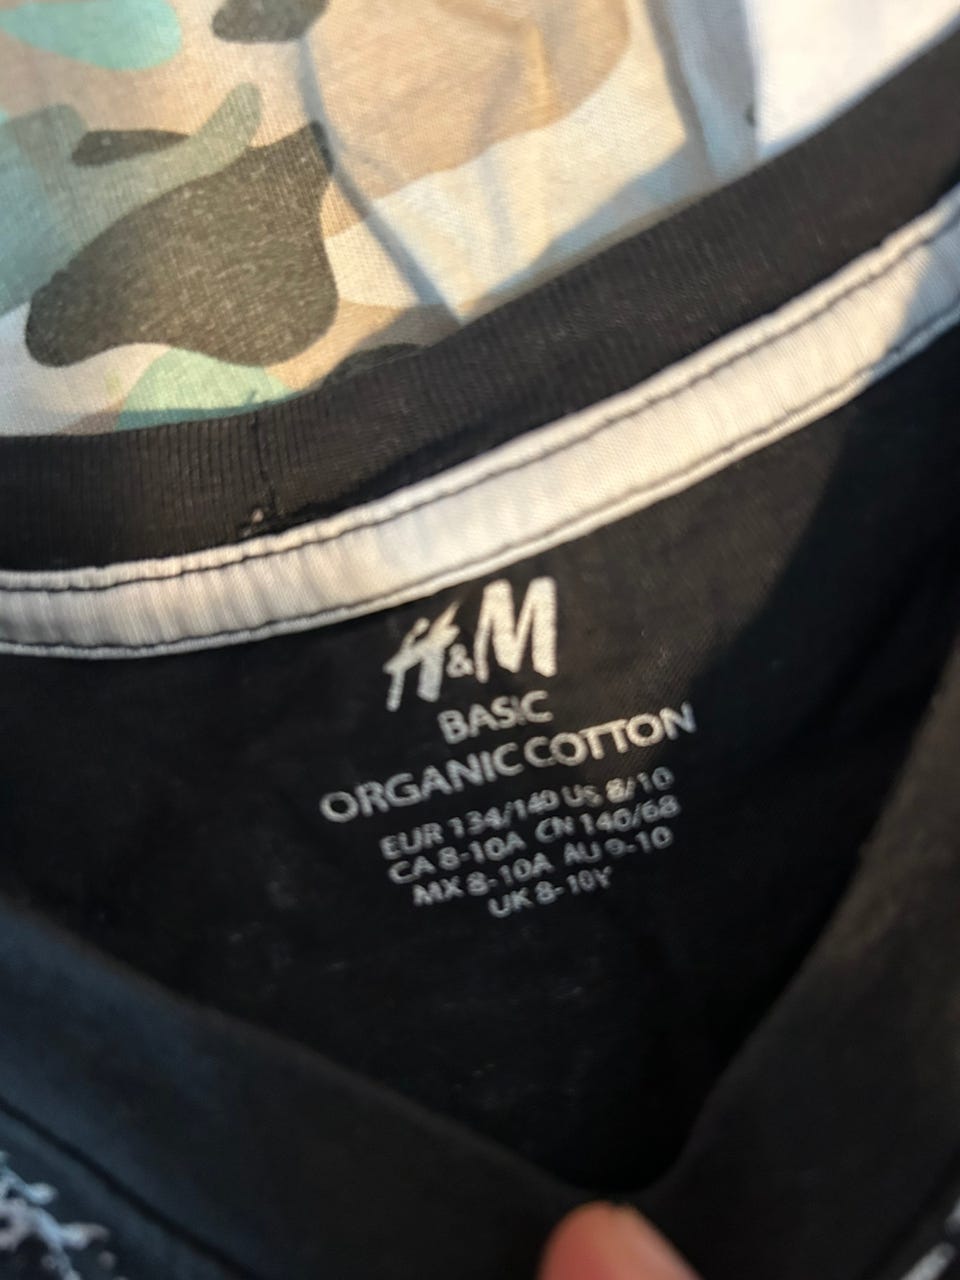 H&M
BASIC
ORGANIC COTTON
EUR 134/140 US 8/10
CA 8-10A CN 140/68
MX 8-10A AU 9-10
UK 8-10Y